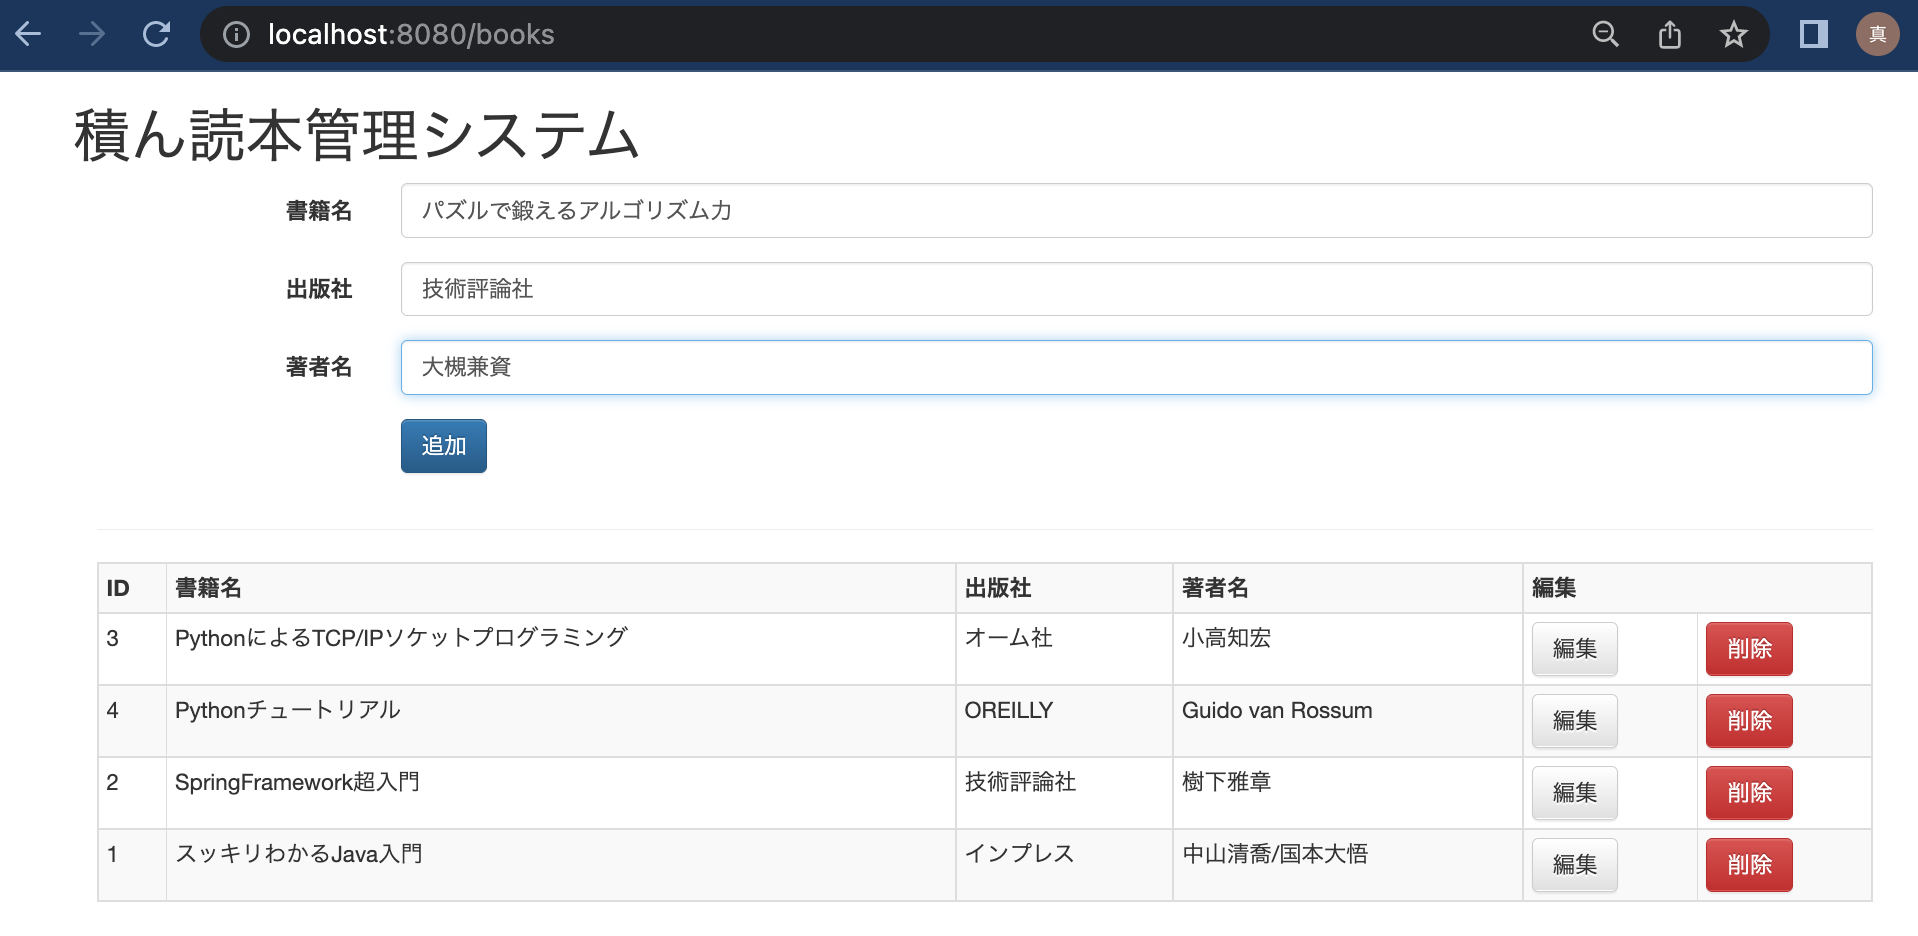 localhost:8080/books
真
積ん読本管理システム
書籍名 パズルで鍛えるアルゴリズム力
出版社 技術評論社
著者名 大槻兼資
追加
ID 書籍名 出版社 著者名 編集
3 PythonによるTCP/IPソケットプログラミング オーム社 小高知宏 編集 削除
4 Pythonチュートリアル OREILLY Guido van Rossum 編集 削除
2 SpringFramework超入門 技術評論社 樹下雅章 編集 削除
1 スッキリわかるJava入門 インプレス 中山清喬/国本大悟 編集 削除